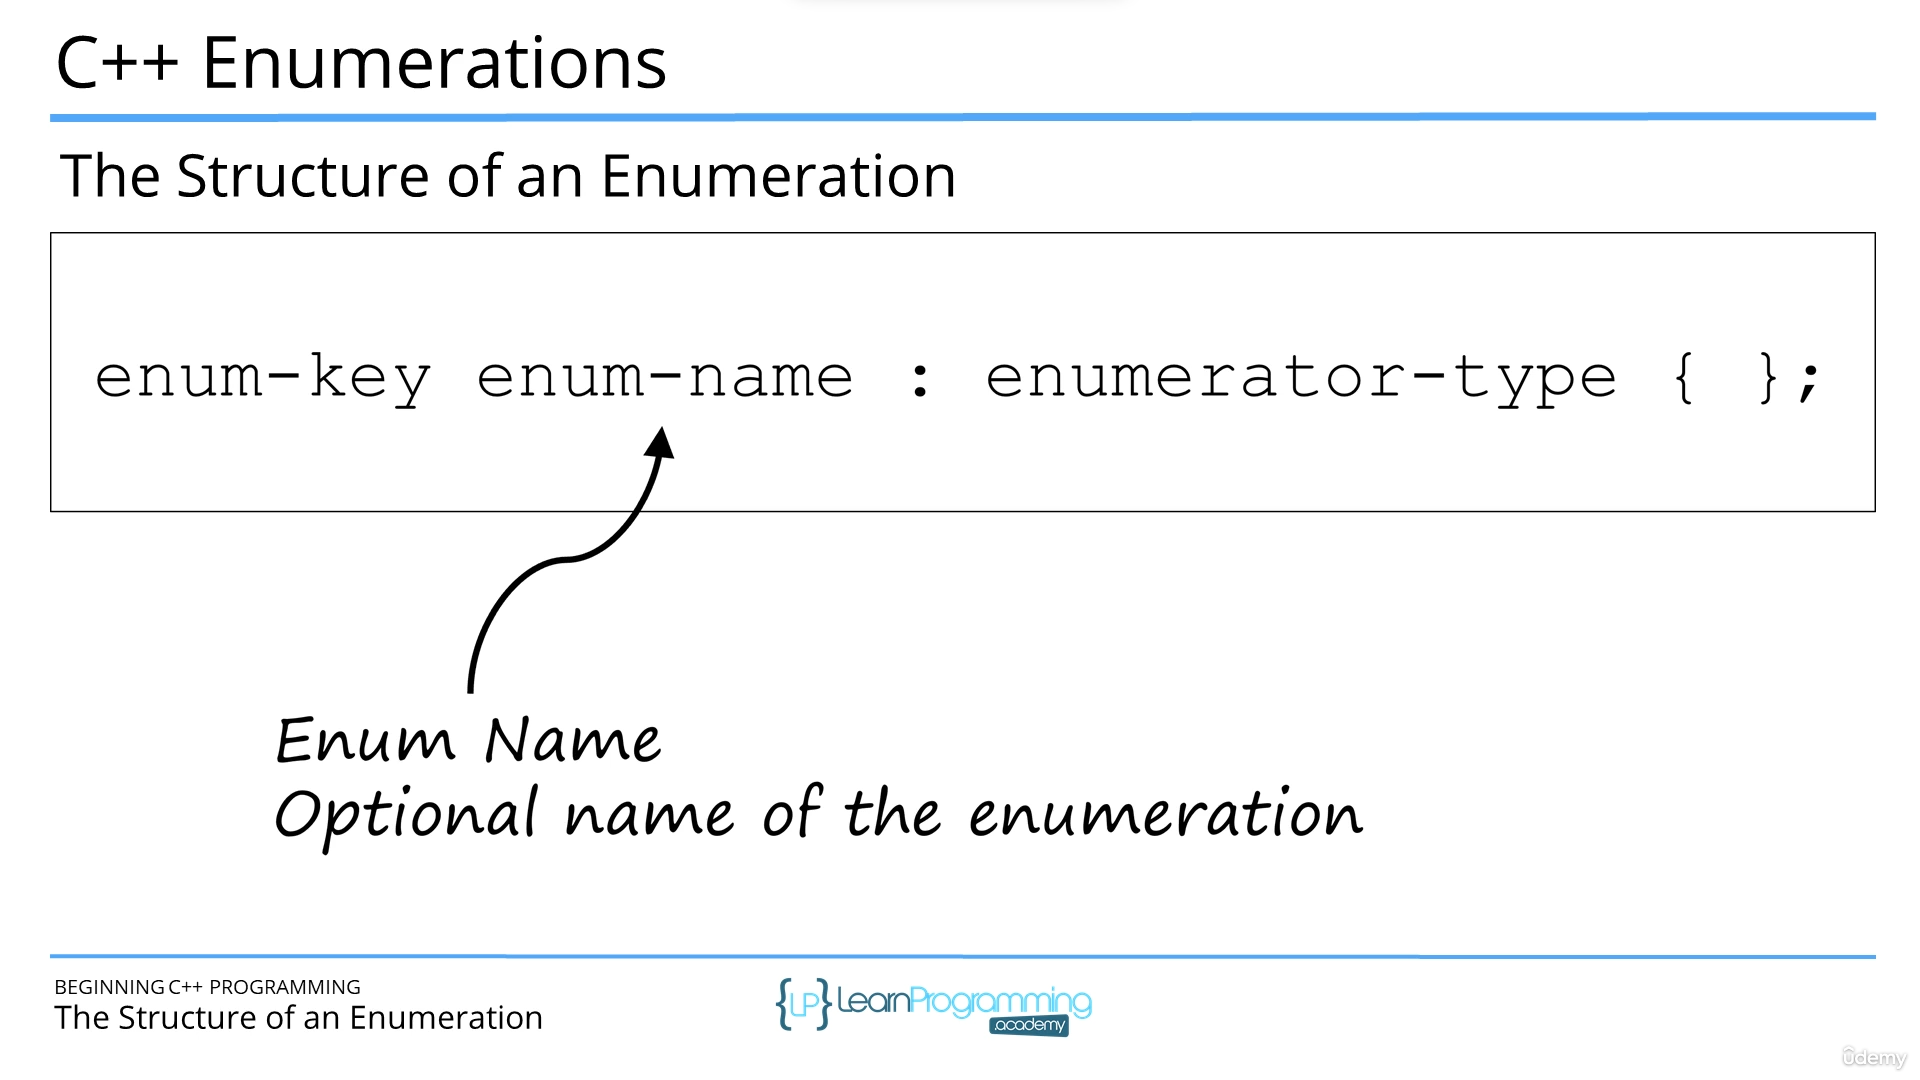 C++ Enumerations
The Structure of an Enumeration
enum-key enum-name : enumerator-type { };
Enum Name
Optional name of the enumeration
BEGINNING C++ PROGRAMMING
The Structure of an Enumeration
{LP} LearnProgramming
.academy
ûdemy